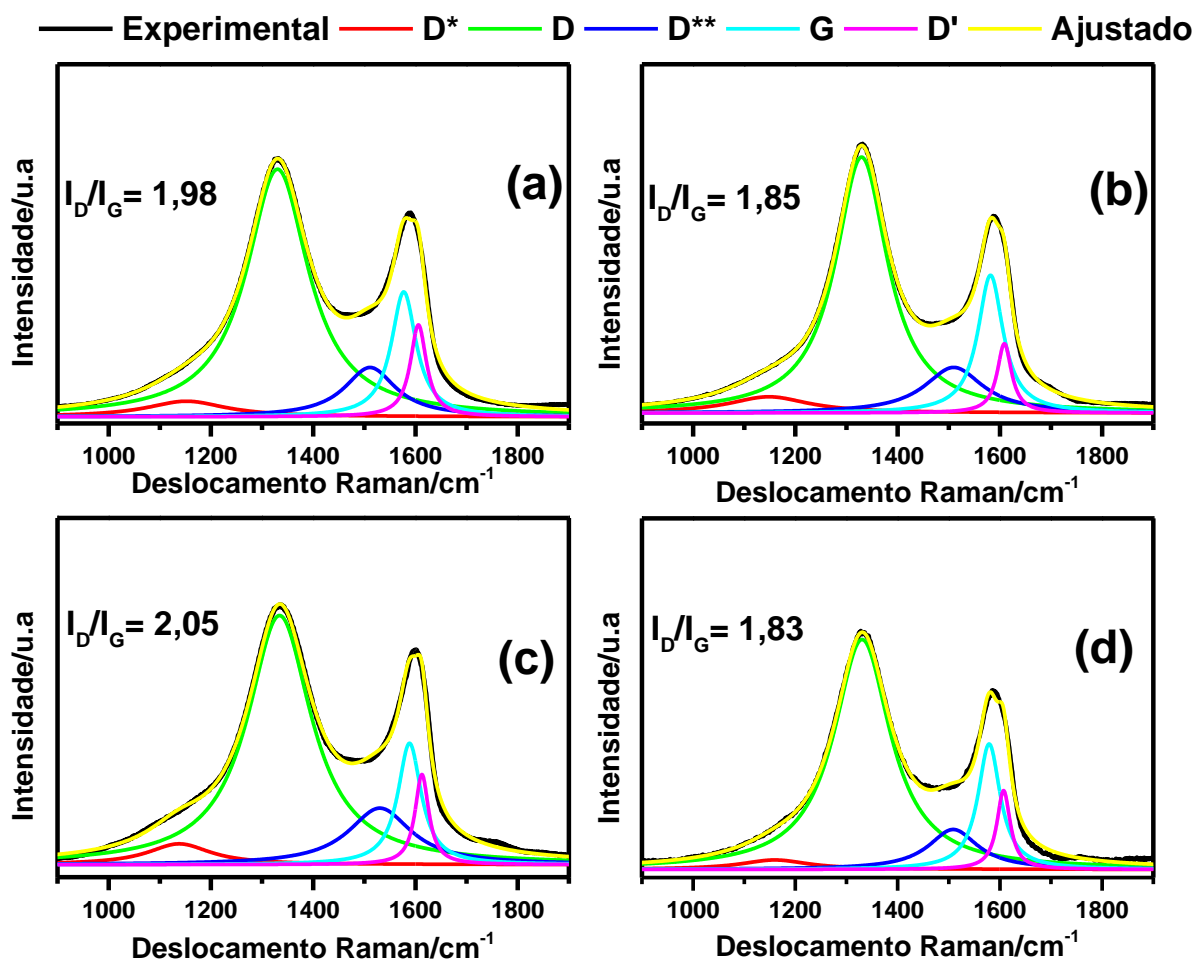 Experimental D* D D** G D' Ajustado
Intensidade/u.a
I_D/I_G= 1,98
(a)
1000 1200 1400 1600 1800
Deslocamento Raman/cm⁻¹
Intensidade/u.a
I_D/I_G= 1,85
(b)
1000 1200 1400 1600 1800
Deslocamento Raman/cm⁻¹
Intensidade/u.a
I_D/I_G= 2,05
(c)
1000 1200 1400 1600 1800
Deslocamento Raman/cm⁻¹
Intensidade/u.a
I_D/I_G= 1,83
(d)
1000 1200 1400 1600 1800
Deslocamento Raman/cm⁻¹